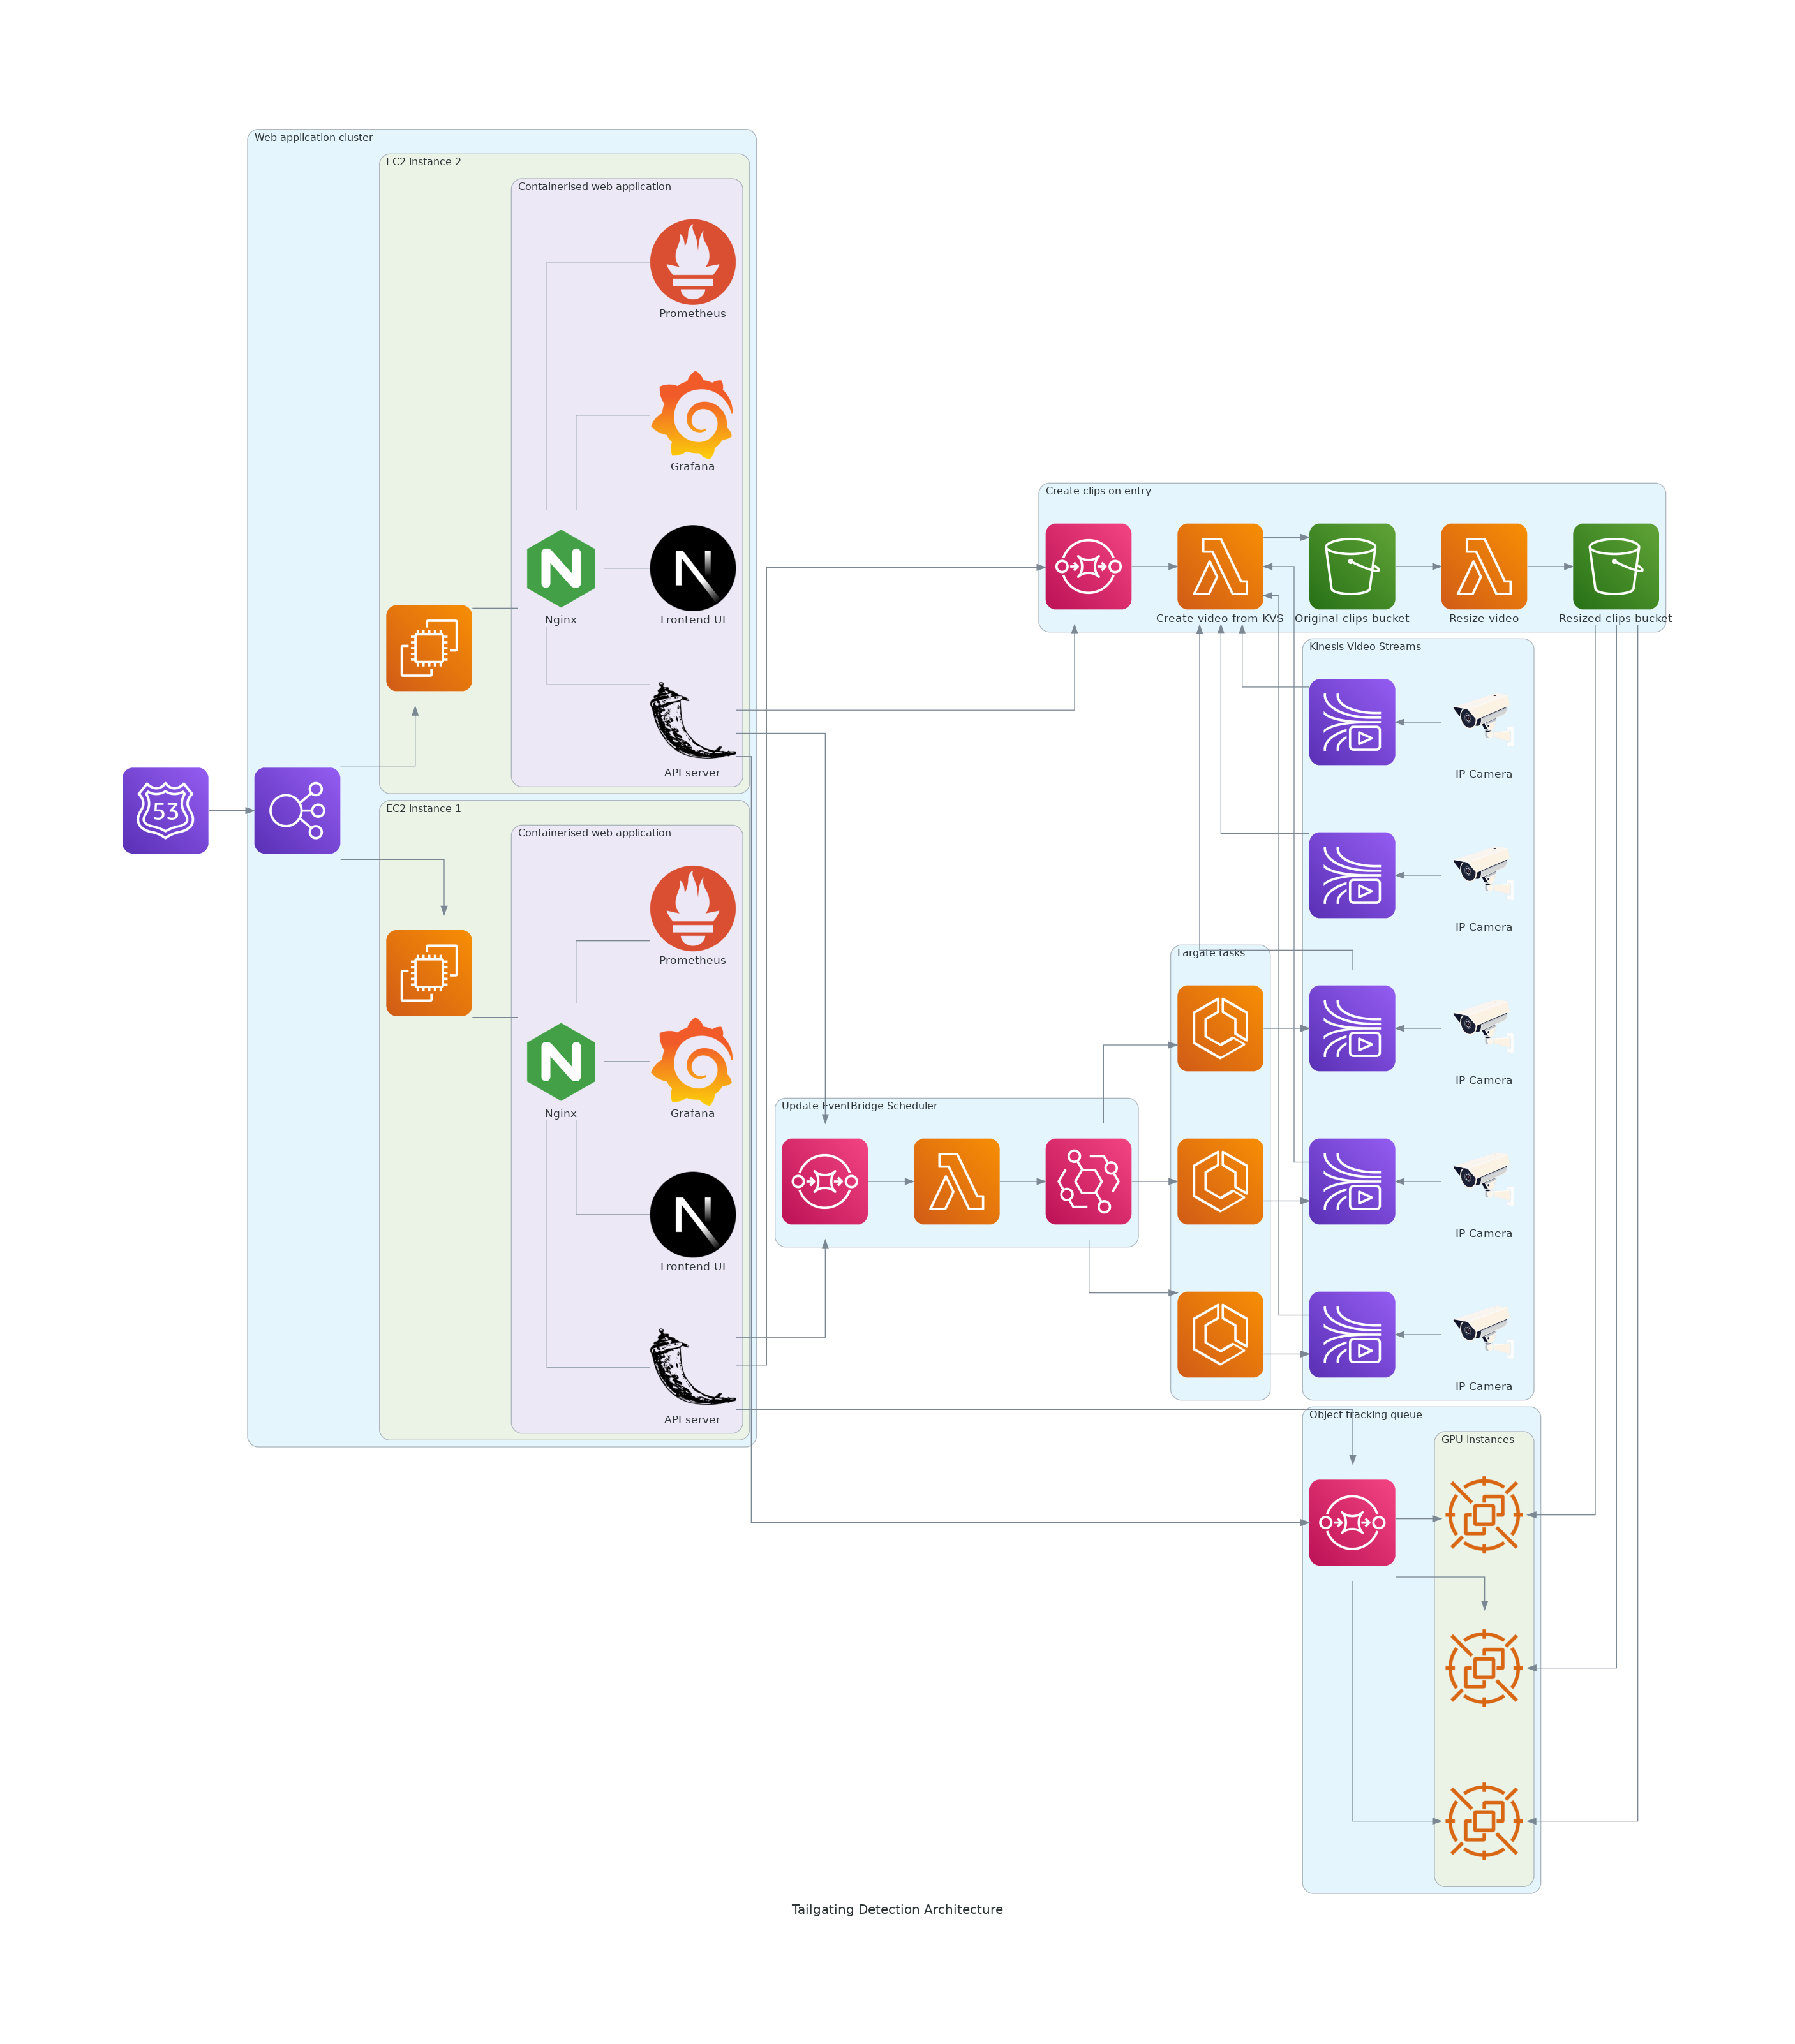 Web application cluster
EC2 instance 2
Containerised web application
Prometheus
Grafana
Nginx
Frontend UI
API server
53
EC2 instance 1
Containerised web application
Prometheus
Nginx
Grafana
Frontend UI
API server
Create clips on entry
Create video from KVS
Original clips bucket
Resize video
Resized clips bucket
Kinesis Video Streams
IP Camera
IP Camera
IP Camera
IP Camera
IP Camera
Fargate tasks
Update EventBridge Scheduler
Object tracking queue
GPU instances
Tailgating Detection Architecture